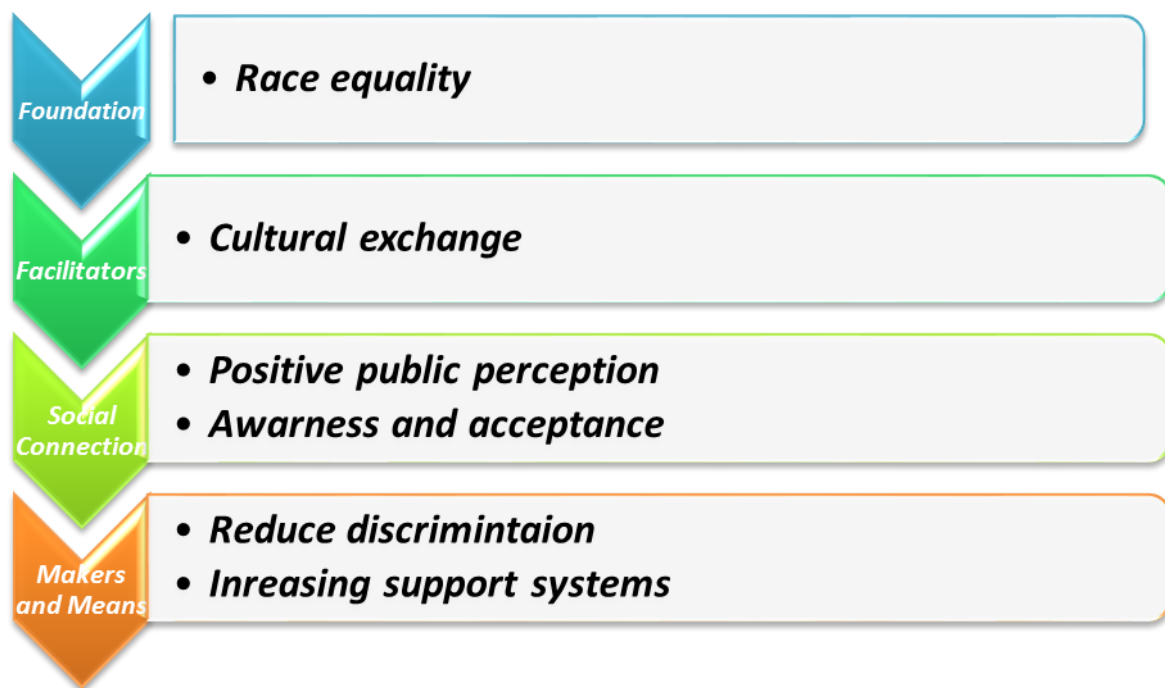 Foundation
• Race equality
Facilitators
• Cultural exchange
Social
Connection
• Positive public perception
• Awarness and acceptance
Makers
and Means
• Reduce discrimintaion
• Inreasing support systems